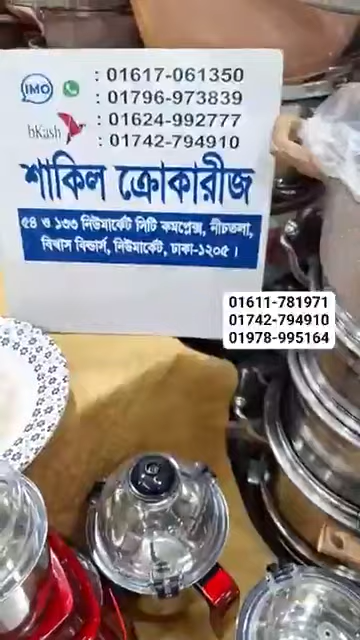 imo : 01617-061350
: 01796-973839
bKash : 01624-992777
: 01742-794910
শাকিল ক্রোকারীজ
৫৪ ও ১৩৩ নিউমার্কেট সিটি কমপ্লেক্স, নীচতলা,
বিশ্বাস বিল্ডার্স, নিউমার্কেট, ঢাকা-১২০৫।
01611-781971
01742-794910
01978-995164